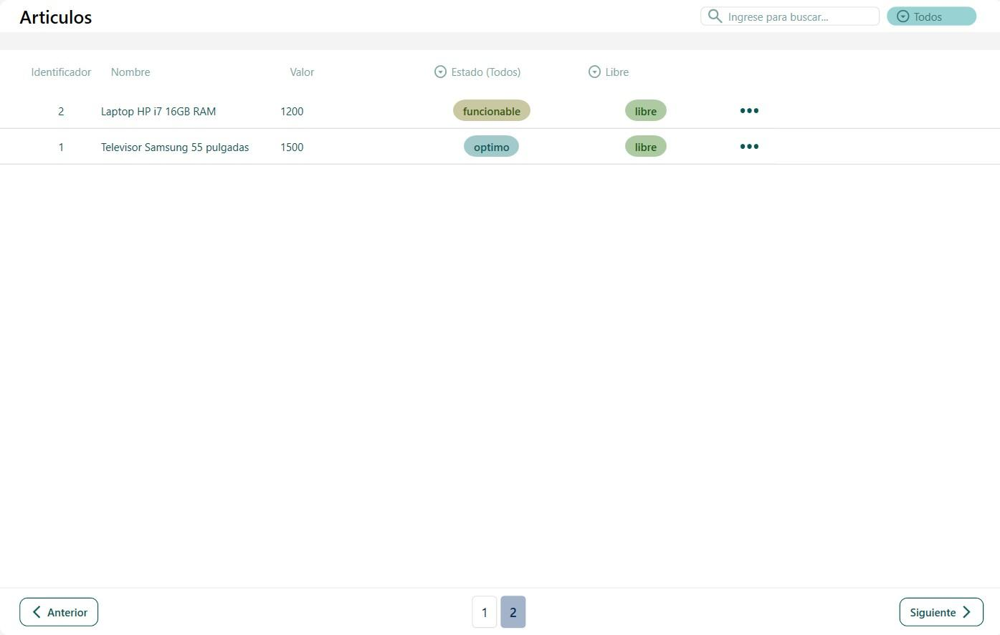 Articulos
Ingrese para buscar...
Todos
Identificador Nombre Valor Estado (Todos) Libre
2 Laptop HP i7 16GB RAM 1200 funcionable libre
1 Televisor Samsung 55 pulgadas 1500 optimo libre
Anterior 1 2 Siguiente